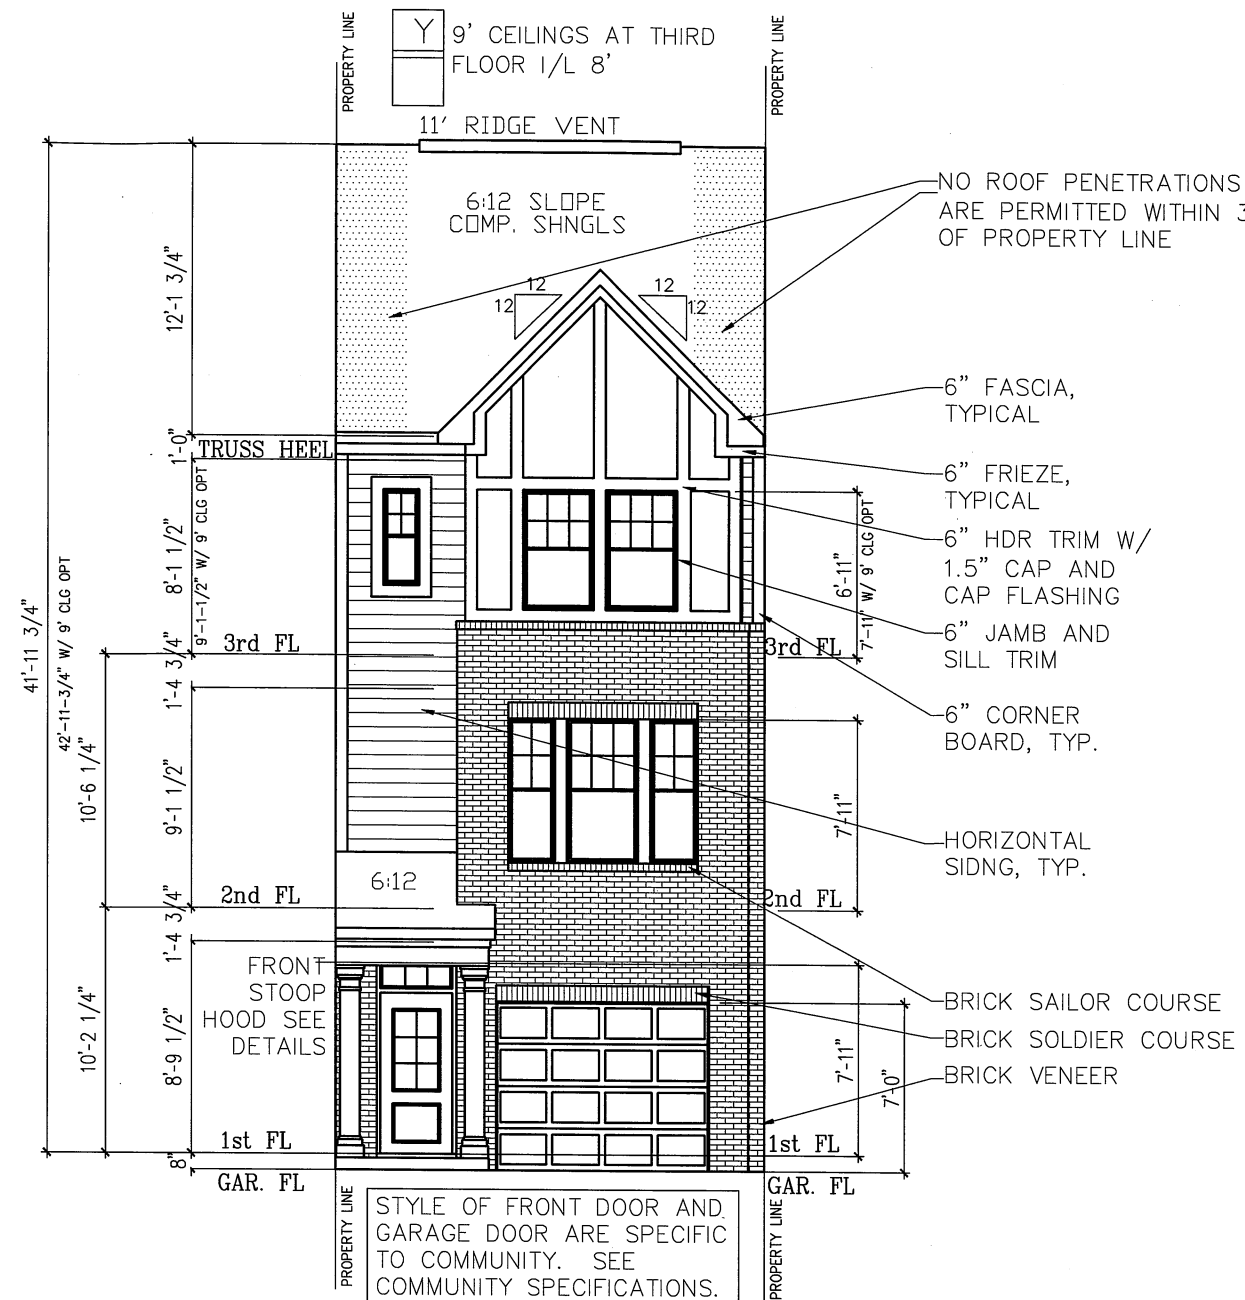 PROPERTY LINE
Y
9' CEILINGS AT THIRD
FLOOR I/L 8'
PROPERTY LINE
11' RIDGE VENT
6:12 SLOPE
COMP. SHNGLS
NO ROOF PENETRATIONS
ARE PERMITTED WITHIN 3
OF PROPERTY LINE
12
12
12
12
12'-1 3/4"
6" FASCIA,
TYPICAL
1'-0"
TRUSS HEEL
6" FRIEZE,
TYPICAL
8'-1 1/2"
9'-1-1/2" W/ 9' CLG OPT
6'-11"
7'-11" W/ 9' CLG OPT
6" HDR TRIM W/
1.5" CAP AND
CAP FLASHING
6" JAMB AND
SILL TRIM
41'-11 3/4"
42'-11-3/4" W/ 9' CLG OPT
3rd FL
3rd FL
1'-4 3/4"
6" CORNER
BOARD, TYP.
10'-6 1/4"
9'-1 1/2"
7'-11"
HORIZONTAL
SIDNG, TYP.
6:12
2nd FL
2nd FL
1'-4 3/4"
FRONT
STOOP
HOOD SEE
DETAILS
BRICK SAILOR COURSE
BRICK SOLDIER COURSE
BRICK VENEER
10'-2 1/4"
8'-9 1/2"
7'-11"
7'-0"
1st FL
1st FL
8"
GAR. FL
GAR. FL
PROPERTY LINE
STYLE OF FRONT DOOR AND
GARAGE DOOR ARE SPECIFIC
TO COMMUNITY. SEE
COMMUNITY SPECIFICATIONS.
PROPERTY LINE